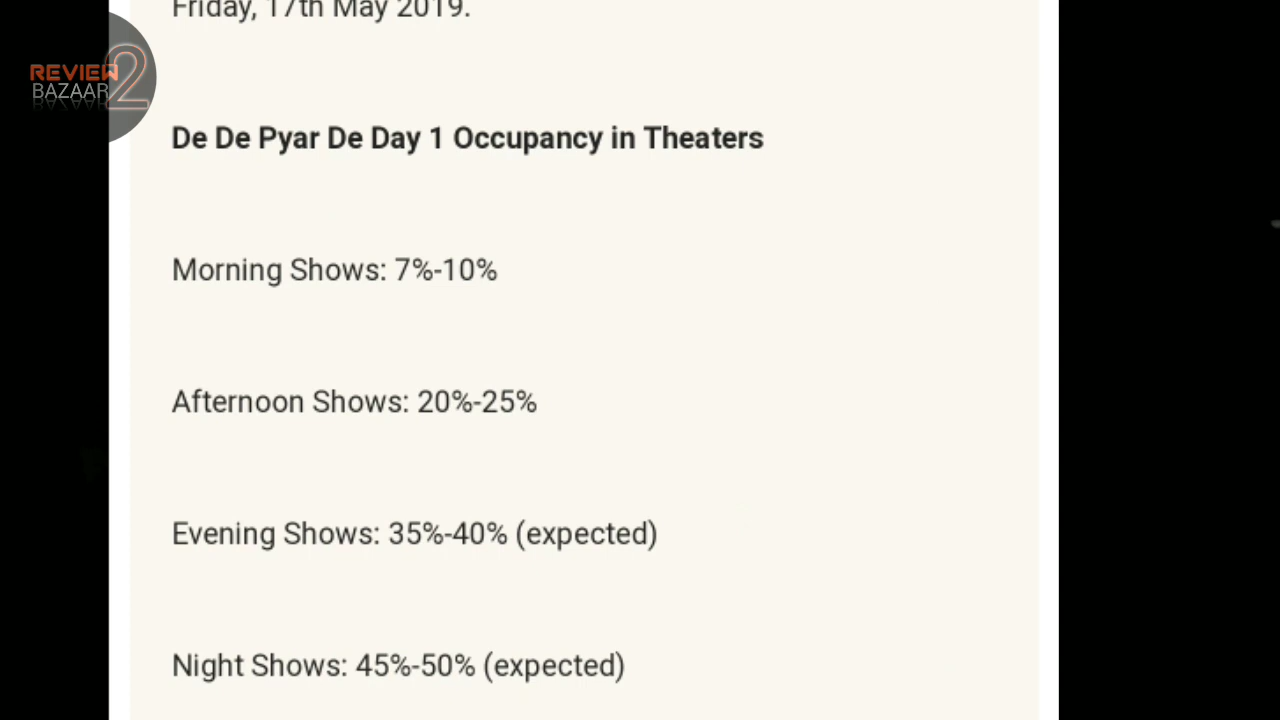 Friday, 17th May 2019.
REVIEW 2
BAZAAR
De De Pyar De Day 1 Occupancy in Theaters
Morning Shows: 7%-10%
Afternoon Shows: 20%-25%
Evening Shows: 35%-40% (expected)
Night Shows: 45%-50% (expected)